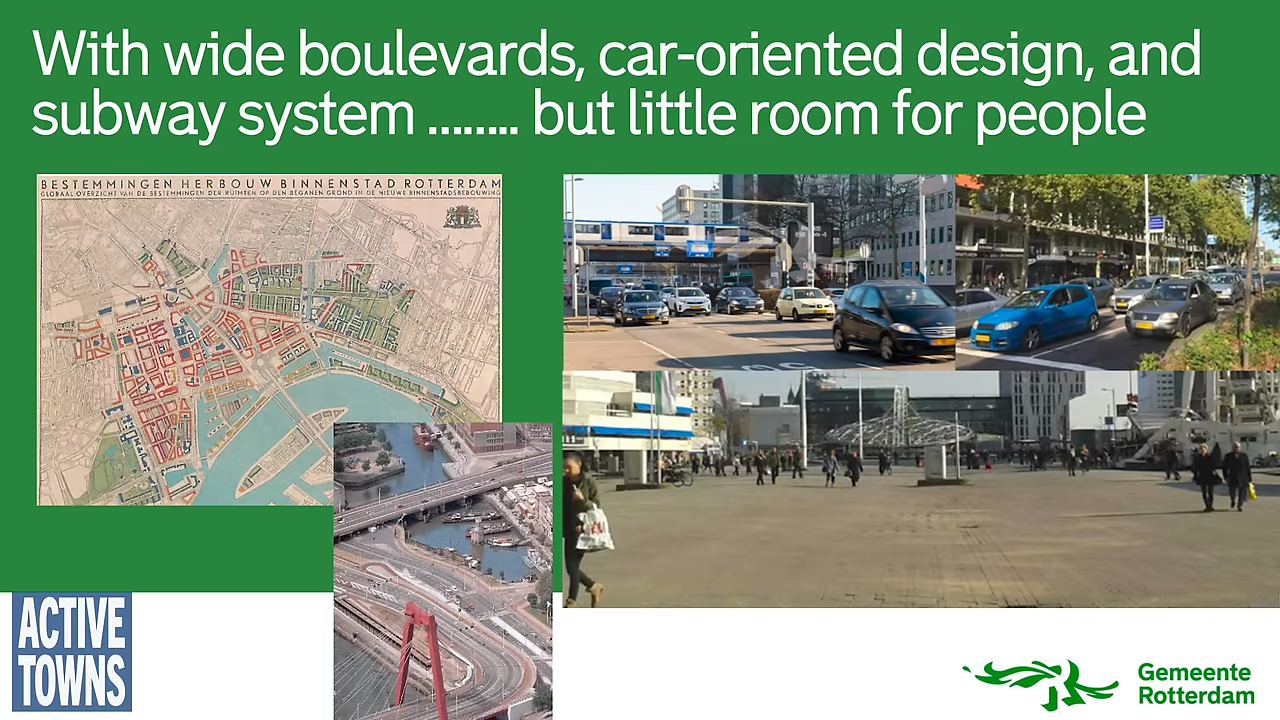 With wide boulevards, car-oriented design, and
subway system ........ but little room for people
BESTEMMINGEN HERBOUW BINNENSTAD ROTTERDAM
GLOBAAL OVERZICHT VAN DE BESTEMMINGEN DER RUIMTEN OP DEN BEGANEN GROND IN DE NIEUWE BINNENSTADSBEBOUWING
ACTIVE
TOWNS
Gemeente
Rotterdam